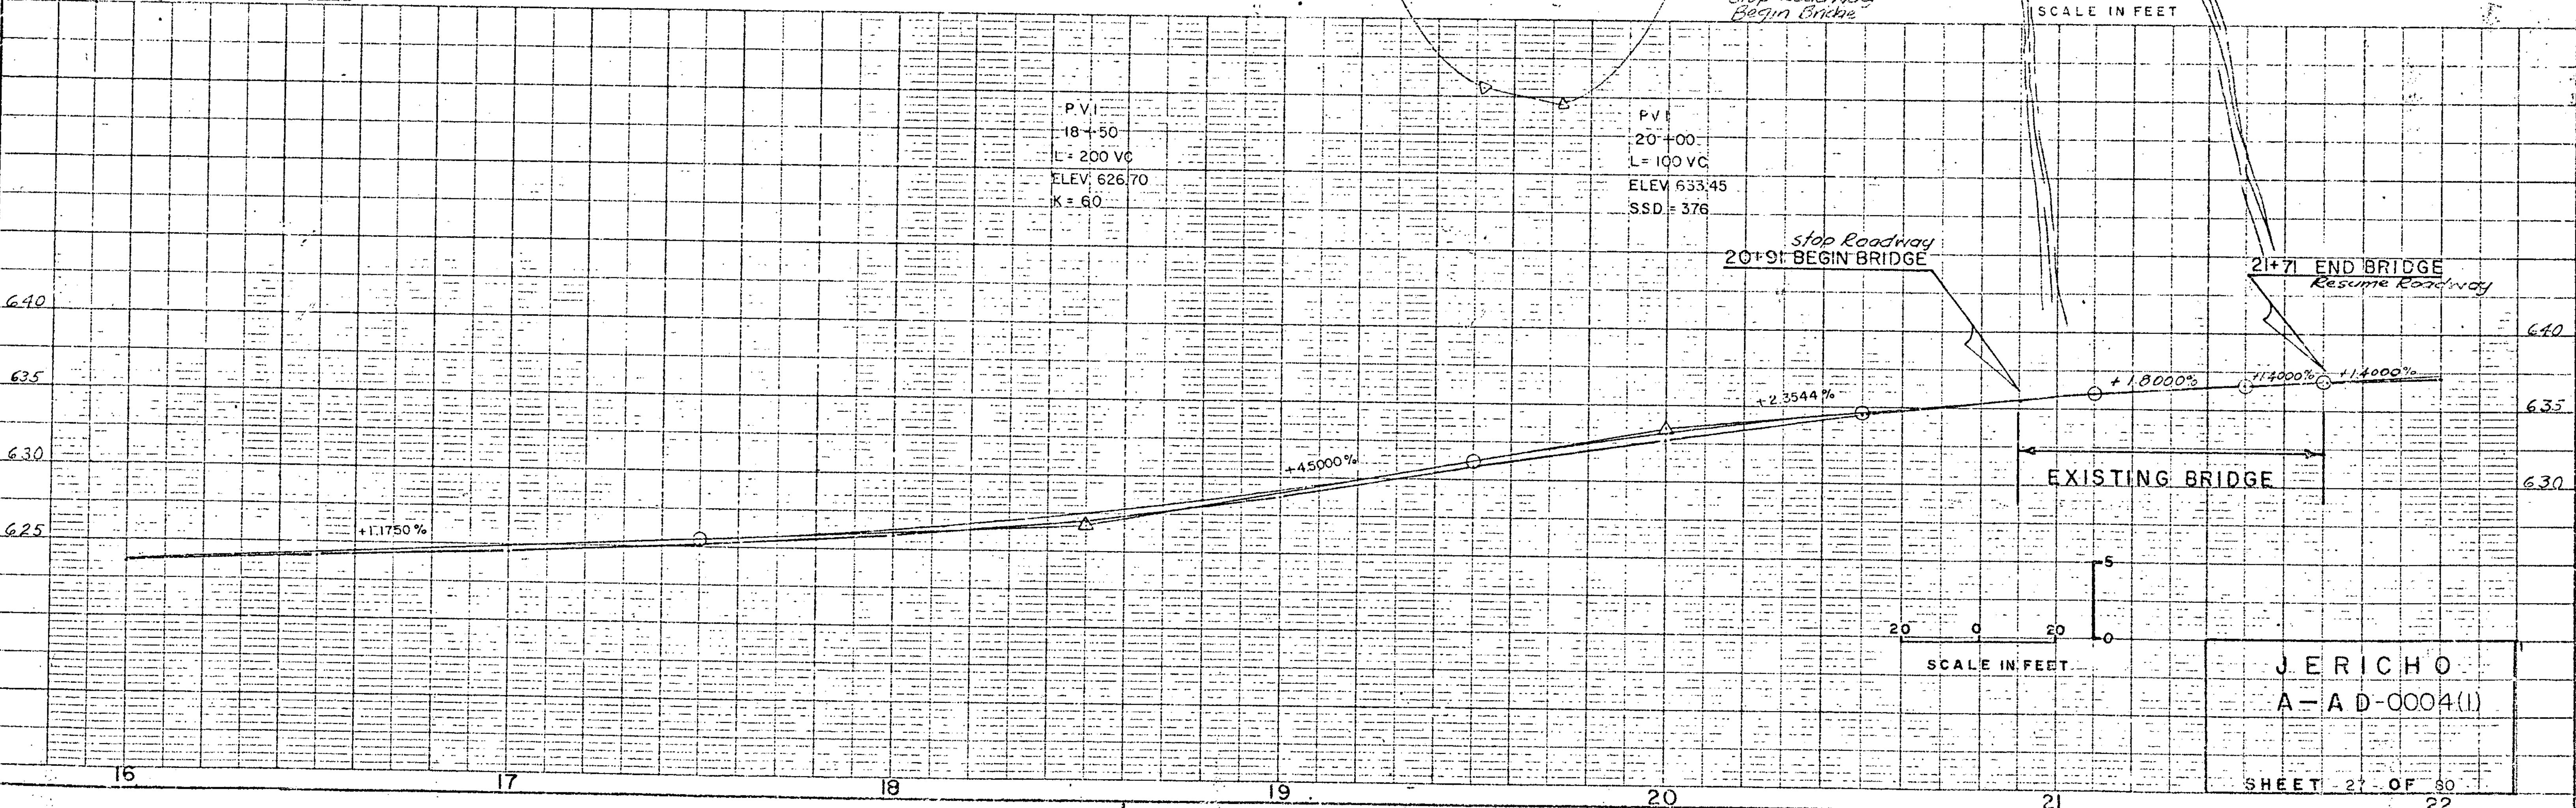 Begin Bridge
SCALE IN FEET
PVI
18+50
L = 200 VC
ELEV. 626.70
K = 60
PVI
20+00
L = 100 VC
ELEV 633.45
SSD = 376
stop Roadway
20+91 BEGIN BRIDGE
21+71 END BRIDGE
Resume Roadway
640
635
630
625
640
635
630
+1.1750%
+4.5000%
+2.3544%
+1.8000%
+1.4000%
+1.4000%
EXISTING BRIDGE
5
0
20 0 20
SCALE IN FEET
JERICHO
A-AD-0004(1)
SHEET 27 OF 80
16 17 18 19 20 21 22